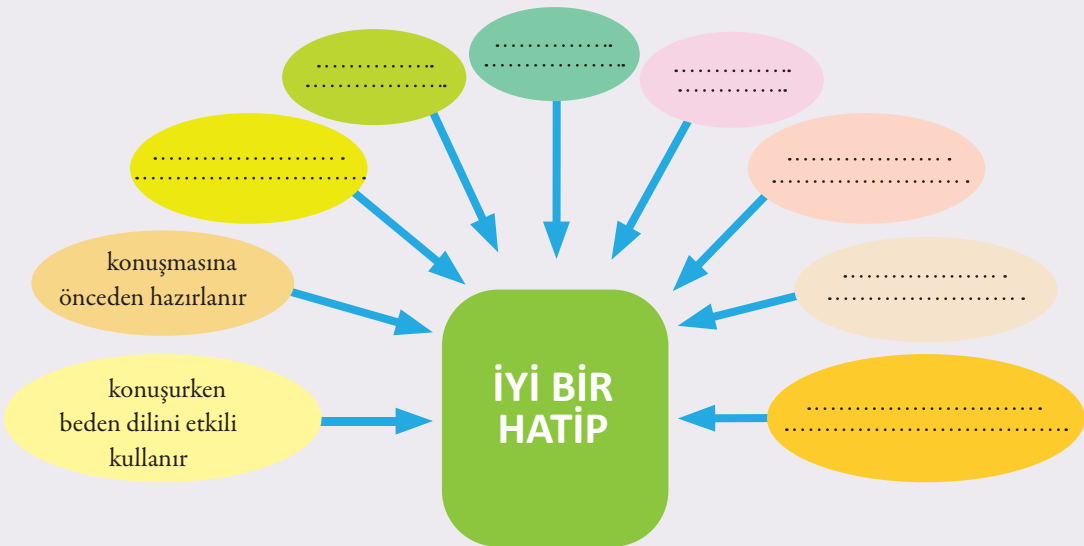 konuşmasına
önceden hazırlanır
konuşurken
beden dilini etkili
kullanır
İYİ BİR
HATİP